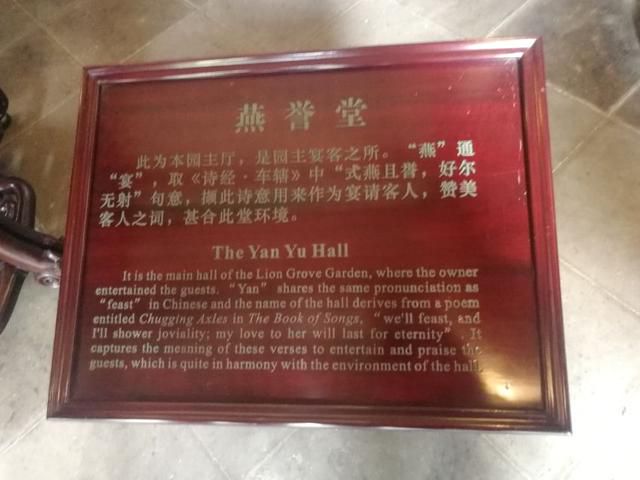 燕誉堂
此为本园主厅，是园主宴客之所。“燕”通
“宴”，取《诗经·车辖》中“式燕且誉，好尔
无射”句意，撷此诗意用来作为宴请客人，赞美
客人之词，甚合此堂环境。
The Yan Yu Hall
It is the main hall of the Lion Grove Garden, where the owner
entertained the guests. “Yan” shares the same pronunciation as
“feast” in Chinese and the name of the hall derives from a poem
entitled Chugging Axles in The Book of Songs, “we'll feast, and
I'll shower joviality; my love to her will last for eternity” . It
captures the meaning of these verses to entertain and praise the
guests, which is quite in harmony with the environment of the hall.